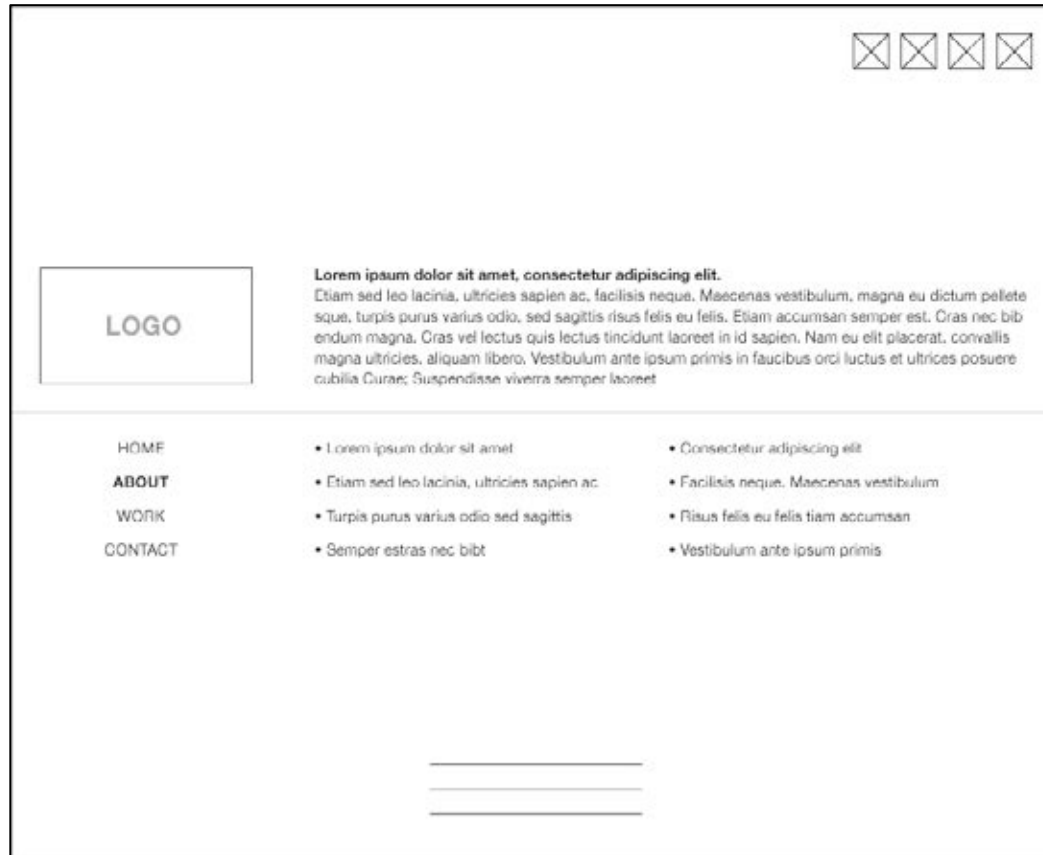 LOGO
Lorem ipsum dolor sit amet, consectetur adipiscing elit.
Etiam sed leo lacinia, ultricies sapien ac, facilisis neque. Maecenas vestibulum, magna eu dictum pellete
sque, turpis purus varius odio, sed sagittis risus felis eu felis. Etiam accumsan semper est. Cras nec bib
endum magna. Cras vel lectus quis lectus tincidunt laoreet in id sapien. Nam eu elit placerat, convallis
magna ultricies, aliquam libero. Vestibulum ante ipsum primis in faucibus orci luctus et ultrices posuere
cubilia Curae; Suspendisse viverra semper laoreet
HOME
ABOUT
WORK
CONTACT
• Lorem ipsum dolor sit amet
• Etiam sed leo lacinia, ultricies sapien ac
• Turpis purus varius odio sed sagittis
• Semper estras nec bibt
• Consectetur adipiscing elit
• Facilisis neque. Maecenas vestibulum
• Risus felis eu felis tiam accumsan
• Vestibulum ante ipsum primis